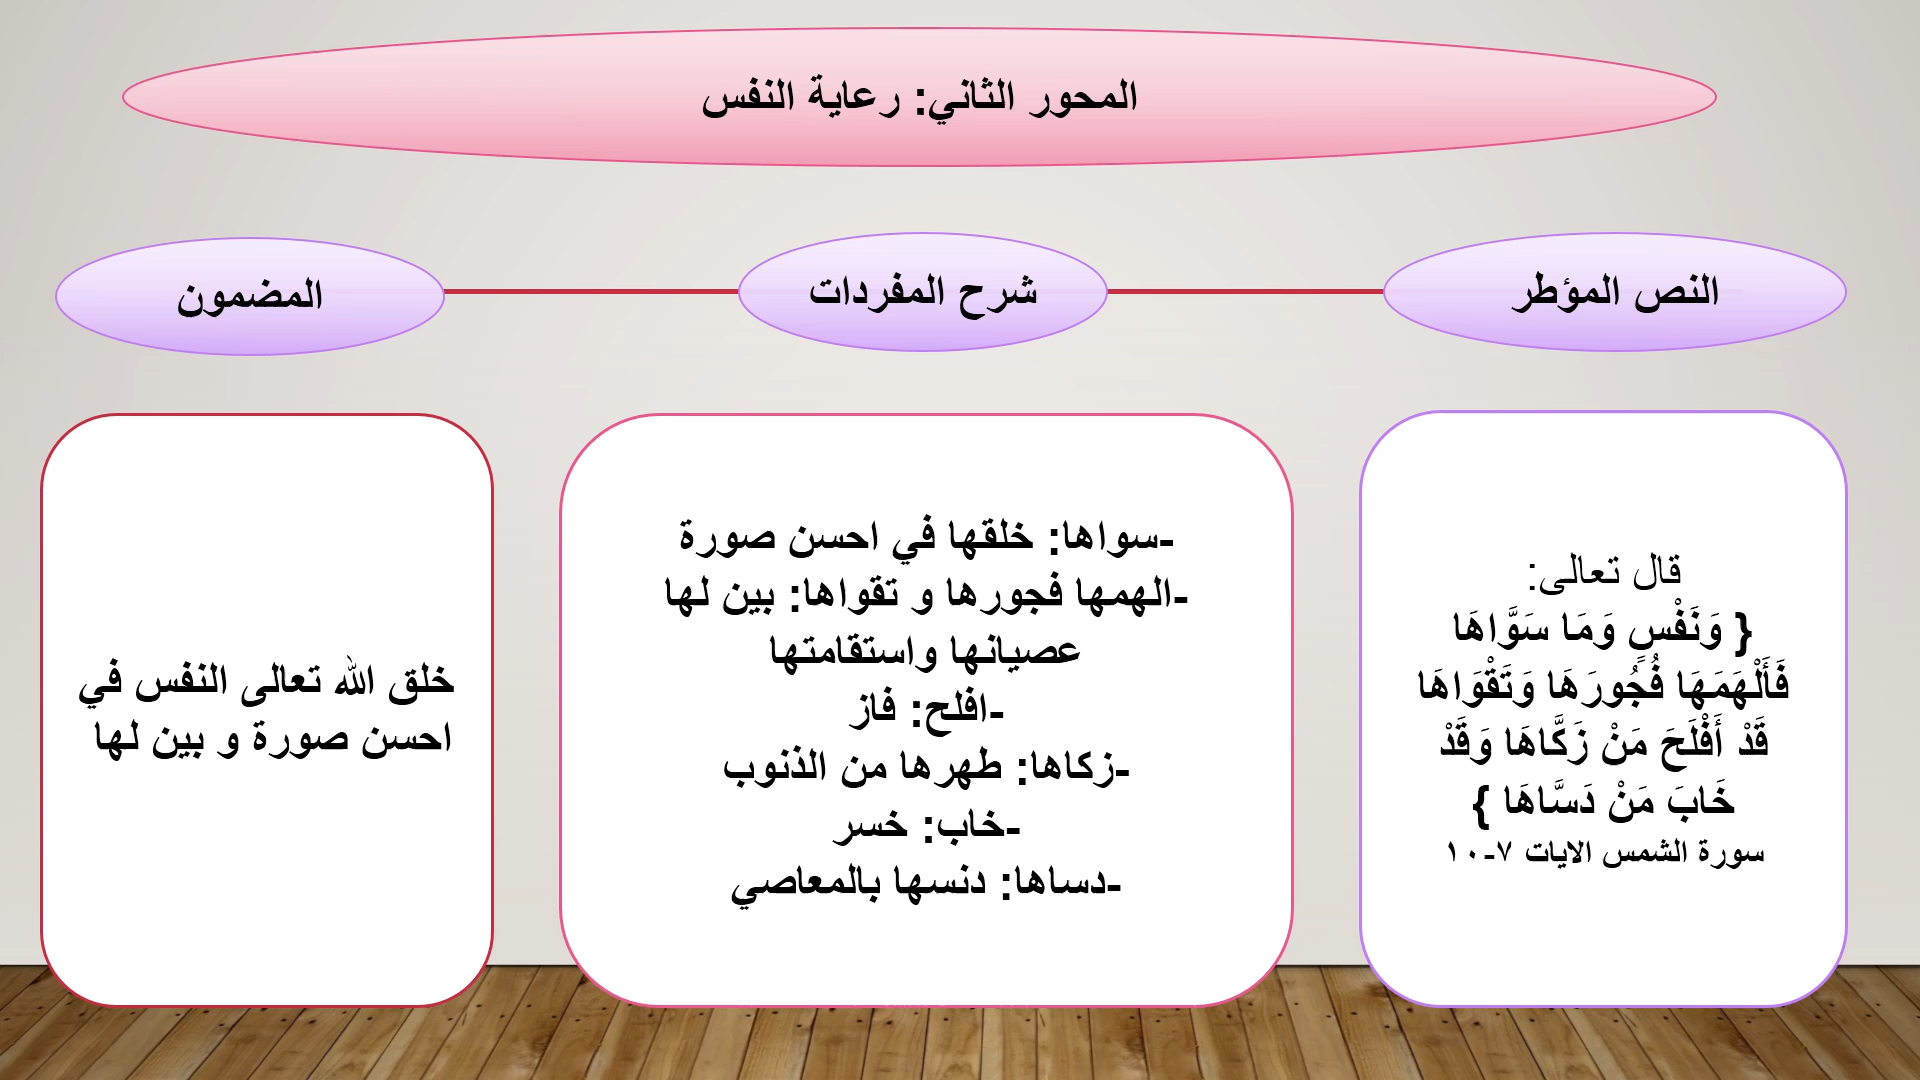 المحور الثاني: رعاية النفس
النص المؤطر
شرح المفردات
المضمون
قال تعالى:
{ وَنَفْسٍ وَمَا سَوَّاهَا
فَأَلْهَمَهَا فُجُورَهَا وَتَقْوَاهَا
قَدْ أَفْلَحَ مَنْ زَكَّاهَا وَقَدْ
خَابَ مَنْ دَسَّاهَا }
سورة الشمس الايات ٧-١٠
-سواها: خلقها في احسن صورة
-الهمها فجورها و تقواها: بين لها
عصيانها واستقامتها
-افلح: فاز
-زكاها: طهرها من الذنوب
-خاب: خسر
-دساها: دنسها بالمعاصي
خلق الله تعالى النفس في
احسن صورة و بين لها